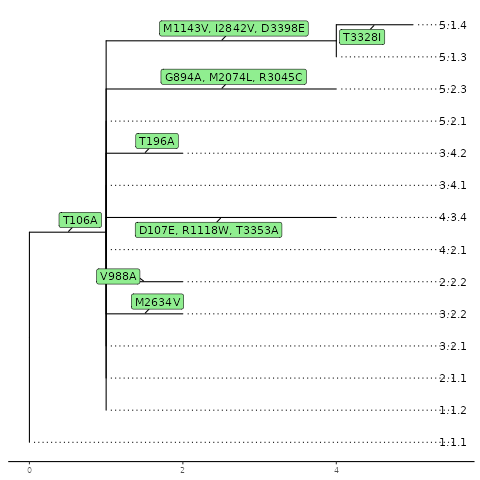 M1143V, I2842V, D3398E
5.1.4
T3328I
5.1.3
G894A, M2074L, R3045C
5.2.3
5.2.1
T196A
3.4.2
3.4.1
T106A
4.3.4
D107E, R1118W, T3353A
4.2.1
V988A
2.2.2
M2634V
3.2.2
3.2.1
2.1.1
1.1.2
1.1.1
0 2 4